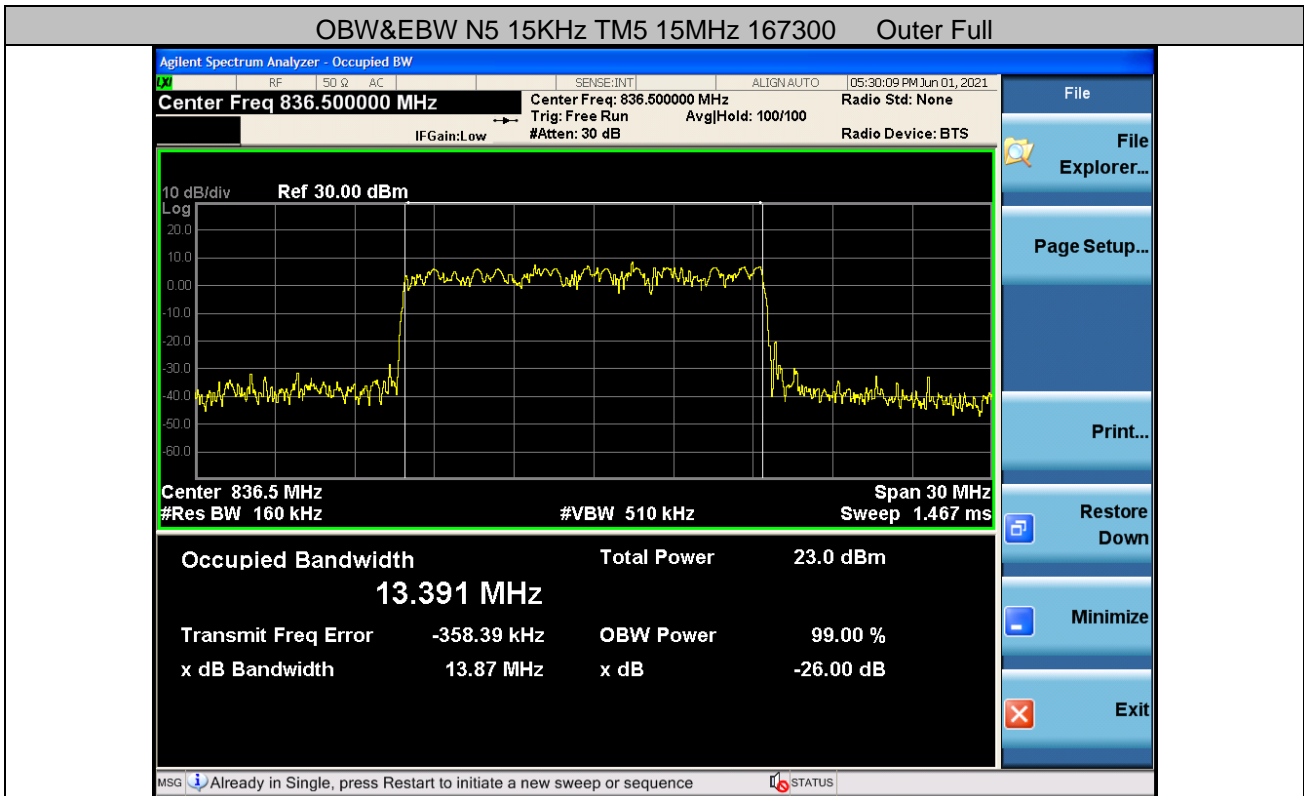 OBW&EBW N5 15KHz TM5 15MHz 167300 Outer Full
Agilent Spectrum Analyzer - Occupied BW
LXI RF 50 Ω AC SENSE:INT ALIGN AUTO 05:30:09 PM Jun 01, 2021
Center Freq 836.500000 MHz
Center Freq: 836.500000 MHz Radio Std: None
Trig: Free Run Avg|Hold: 100/100
IFGain:Low #Atten: 30 dB Radio Device: BTS
10 dB/div Ref 30.00 dBm
Log
20.0
10.0
0.00
-10.0
-20.0
-30.0
-40.0
-50.0
-60.0
Center 836.5 MHz Span 30 MHz
#Res BW 160 kHz #VBW 510 kHz Sweep 1.467 ms
Occupied Bandwidth Total Power 23.0 dBm
13.391 MHz
Transmit Freq Error -358.39 kHz OBW Power 99.00 %
x dB Bandwidth 13.87 MHz x dB -26.00 dB
MSG Already in Single, press Restart to initiate a new sweep or sequence STATUS
File
File
Explorer...
Page Setup...
Print...
Restore
Down
Minimize
Exit